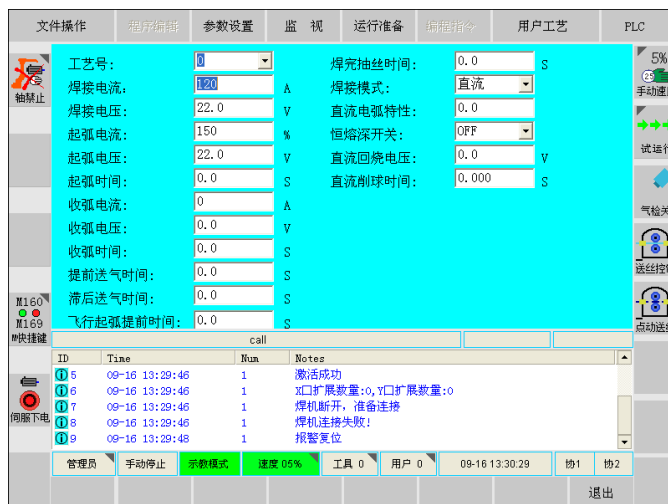 文件操作 程序编辑 参数设置 监 视 运行准备 编程指令 用户工艺 PLC
轴禁止
M160
M169
M快捷键
伺服下电
工艺号: 0
焊接电流: 120 A
焊接电压: 22.0 V
起弧电流: 150 %
起弧电压: 22.0 V
起弧时间: 0.0 S
收弧电流: 0 A
收弧电压: 0.0 V
收弧时间: 0.0 S
提前送气时间: 0.0 S
滞后送气时间: 0.0 S
飞行起弧提前时间: 0.0 S
焊完抽丝时间: 0.0 S
焊接模式: 直流
直流电弧特性: 0.0
恒熔深开关: OFF
直流回烧电压: 0.0 V
直流削球时间: 0.000 S
5%
25
手动速
试运行
气检关
送丝控
点动送
call
ID Time Num Notes
5 09-16 13:29:46 1 激活成功
6 09-16 13:29:46 1 X口扩展数量:0,Y口扩展数量:0
7 09-16 13:29:46 1 焊机断开，准备连接
8 09-16 13:29:46 1 焊机连接失败!
9 09-16 13:29:48 1 报警复位
管理员 手动停止 示教模式 速度 05% 工具 0 用户 0 09-16 13:30:29 协1 协2
退出